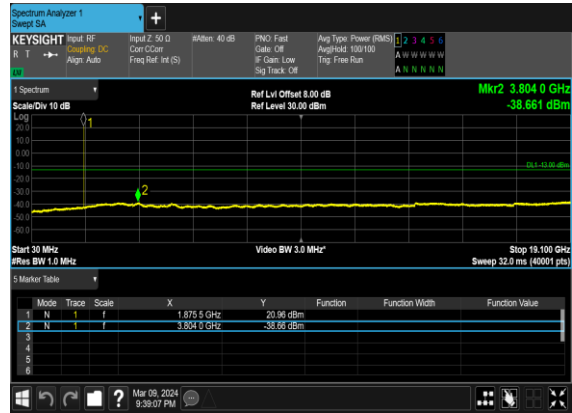 Spectrum Analyzer 1
Swept SA
KEYSIGHT
R T
Input: RF
Coupling: DC
Align: Auto
Input Z: 50 Ω
Corr CCorr
Freq Ref: Int (S)
#Atten: 40 dB
PNO: Fast
Gate: Off
IF Gain: Low
Sig Track: Off
Avg Type: Power (RMS)
Avg|Hold: 100/100
Trig: Free Run
1 2 3 4 5 6
A W W W W W
A N N N N N
LXI
1 Spectrum
Scale/Div 10 dB
Ref Lvl Offset 8.00 dB
Ref Level 30.00 dBm
Mkr2 3.804 0 GHz
-38.661 dBm
Log
20.0
10.0
0.00
-10.0
-20.0
-30.0
-40.0
-50.0
-60.0
1
2
DL1 -13.00 dBm
Start 30 MHz
#Res BW 1.0 MHz
Video BW 3.0 MHz*
Stop 19.100 GHz
Sweep 32.0 ms (40001 pts)
5 Marker Table
Mode Trace Scale X Y Function Function Width Function Value
1 N 1 f 1.875 5 GHz 20.96 dBm
2 N 1 f 3.804 0 GHz -38.66 dBm
3
4
5
6
Mar 09, 2024
9:39:07 PM